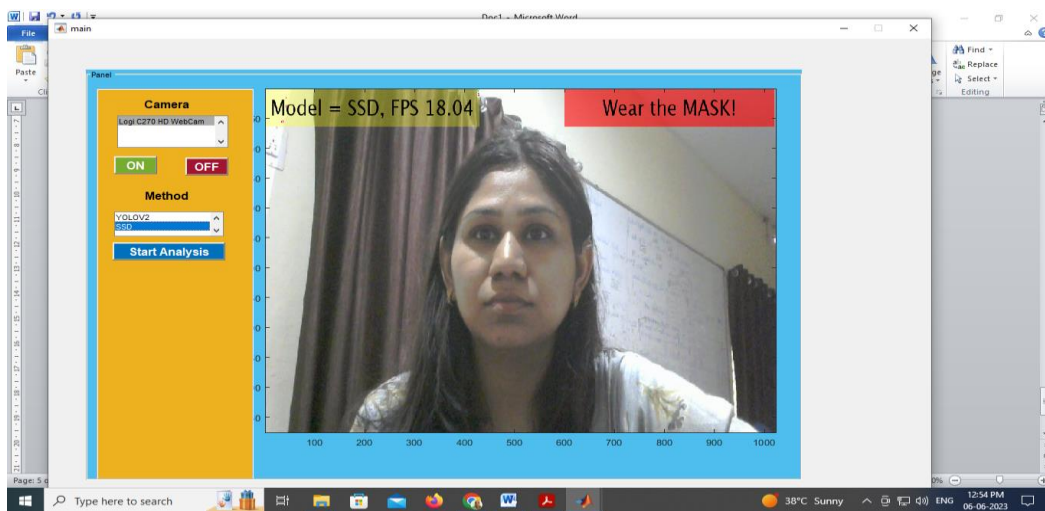 Doc1 - Microsoft Word
File
main
Find
Replace
Select
Editing
Paste
Panel
Camera
Logi C270 HD WebCam
ON
OFF
Method
YOLOV2
SSD
Start Analysis
Model = SSD, FPS 18.04
Wear the MASK!
100 200 300 400 500 600 700 800 900 1000
Page: 5
Type here to search
38°C Sunny
ENG
12:54 PM
06-06-2023